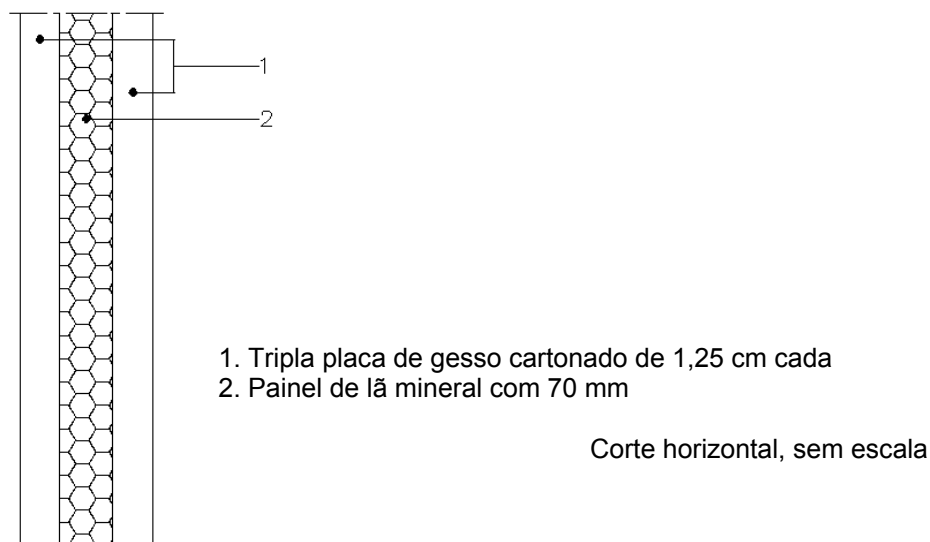 1
2
1. Tripla placa de gesso cartonado de 1,25 cm cada
2. Painel de lã mineral com 70 mm
Corte horizontal, sem escala